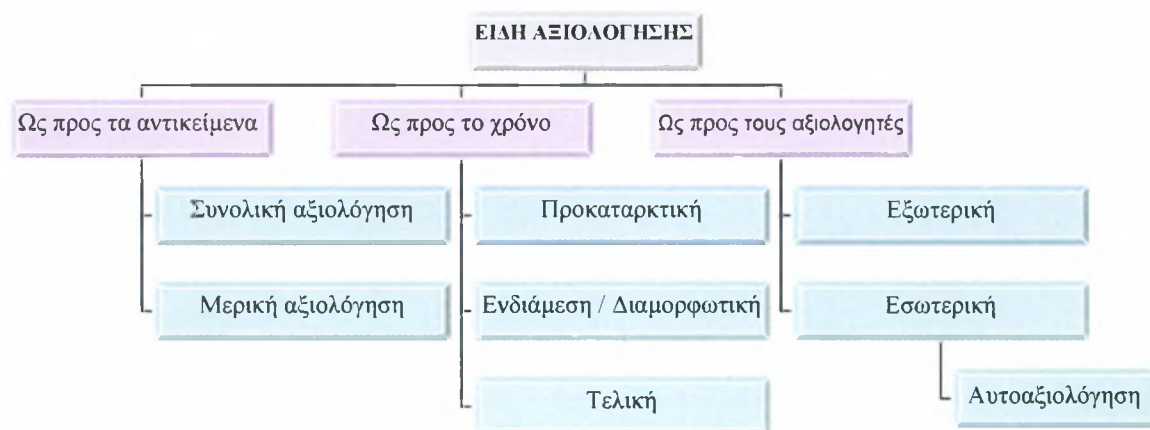 ΕΙΔΗ ΑΞΙΟΛΟΓΗΣΗΣ
Ως προς τα αντικείμενα
Ως προς το χρόνο
Ως προς τους αξιολογητές
Συνολική αξιολόγηση
Προκαταρκτική
Εξωτερική
Μερική αξιολόγηση
Ενδιάμεση / Διαμορφωτική
Εσωτερική
Τελική
Αυτοαξιολόγηση